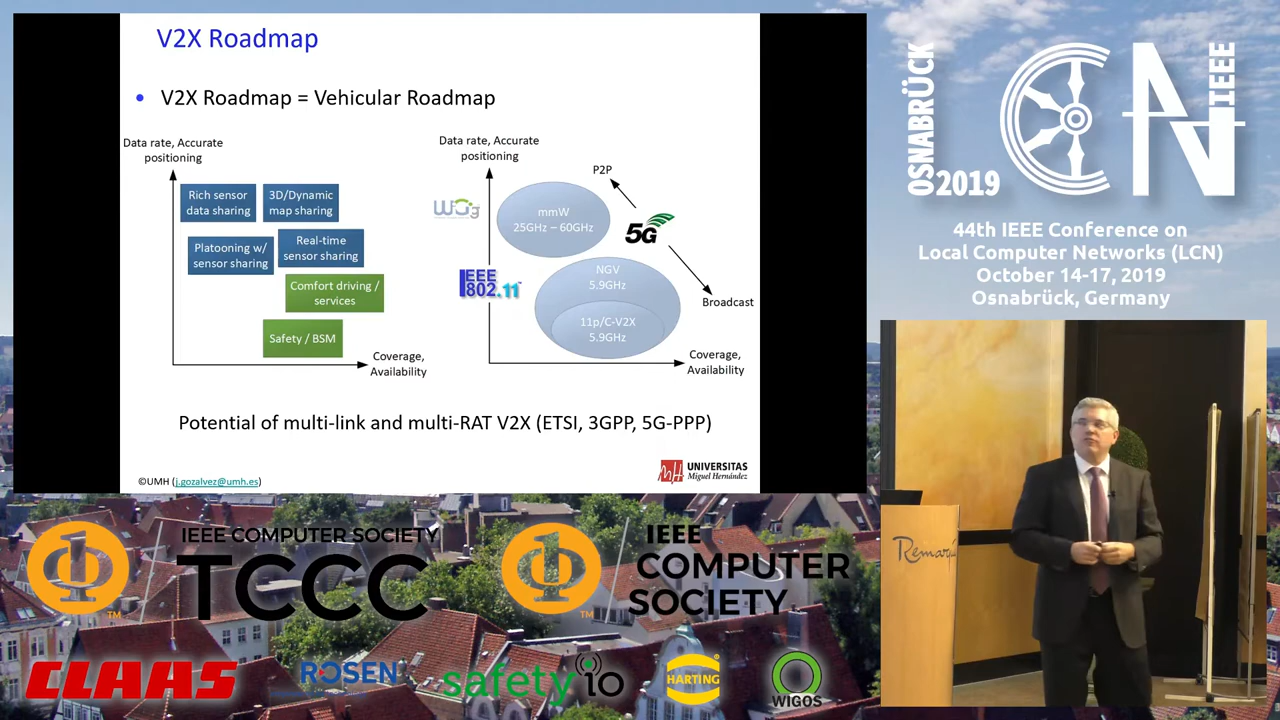 V2X Roadmap
• V2X Roadmap = Vehicular Roadmap
Data rate, Accurate
positioning
Rich sensor
data sharing
3D/Dynamic
map sharing
Platooning w/
sensor sharing
Real-time
sensor sharing
Comfort driving /
services
Safety / BSM
Coverage,
Availability
Data rate, Accurate
positioning
P2P
WiGig
mmW
25GHz – 60GHz
5G
IEEE
802.11
NGV
5.9GHz
Broadcast
11p/C-V2X
5.9GHz
Coverage,
Availability
Potential of multi-link and multi-RAT V2X (ETSI, 3GPP, 5G-PPP)
©UMH (j.gozalvez@umh.es)
UNIVERSITAS
Miguel Hernández
OSNABRÜCK
2019
LCN
IEEE
44th IEEE Conference on
Local Computer Networks (LCN)
October 14-17, 2019
Osnabrück, Germany
IEEE COMPUTER SOCIETY
TCCC
TM
IEEE
COMPUTER
SOCIETY
TM
CLAAS
ROSEN
safety io
HARTING
WIGOS